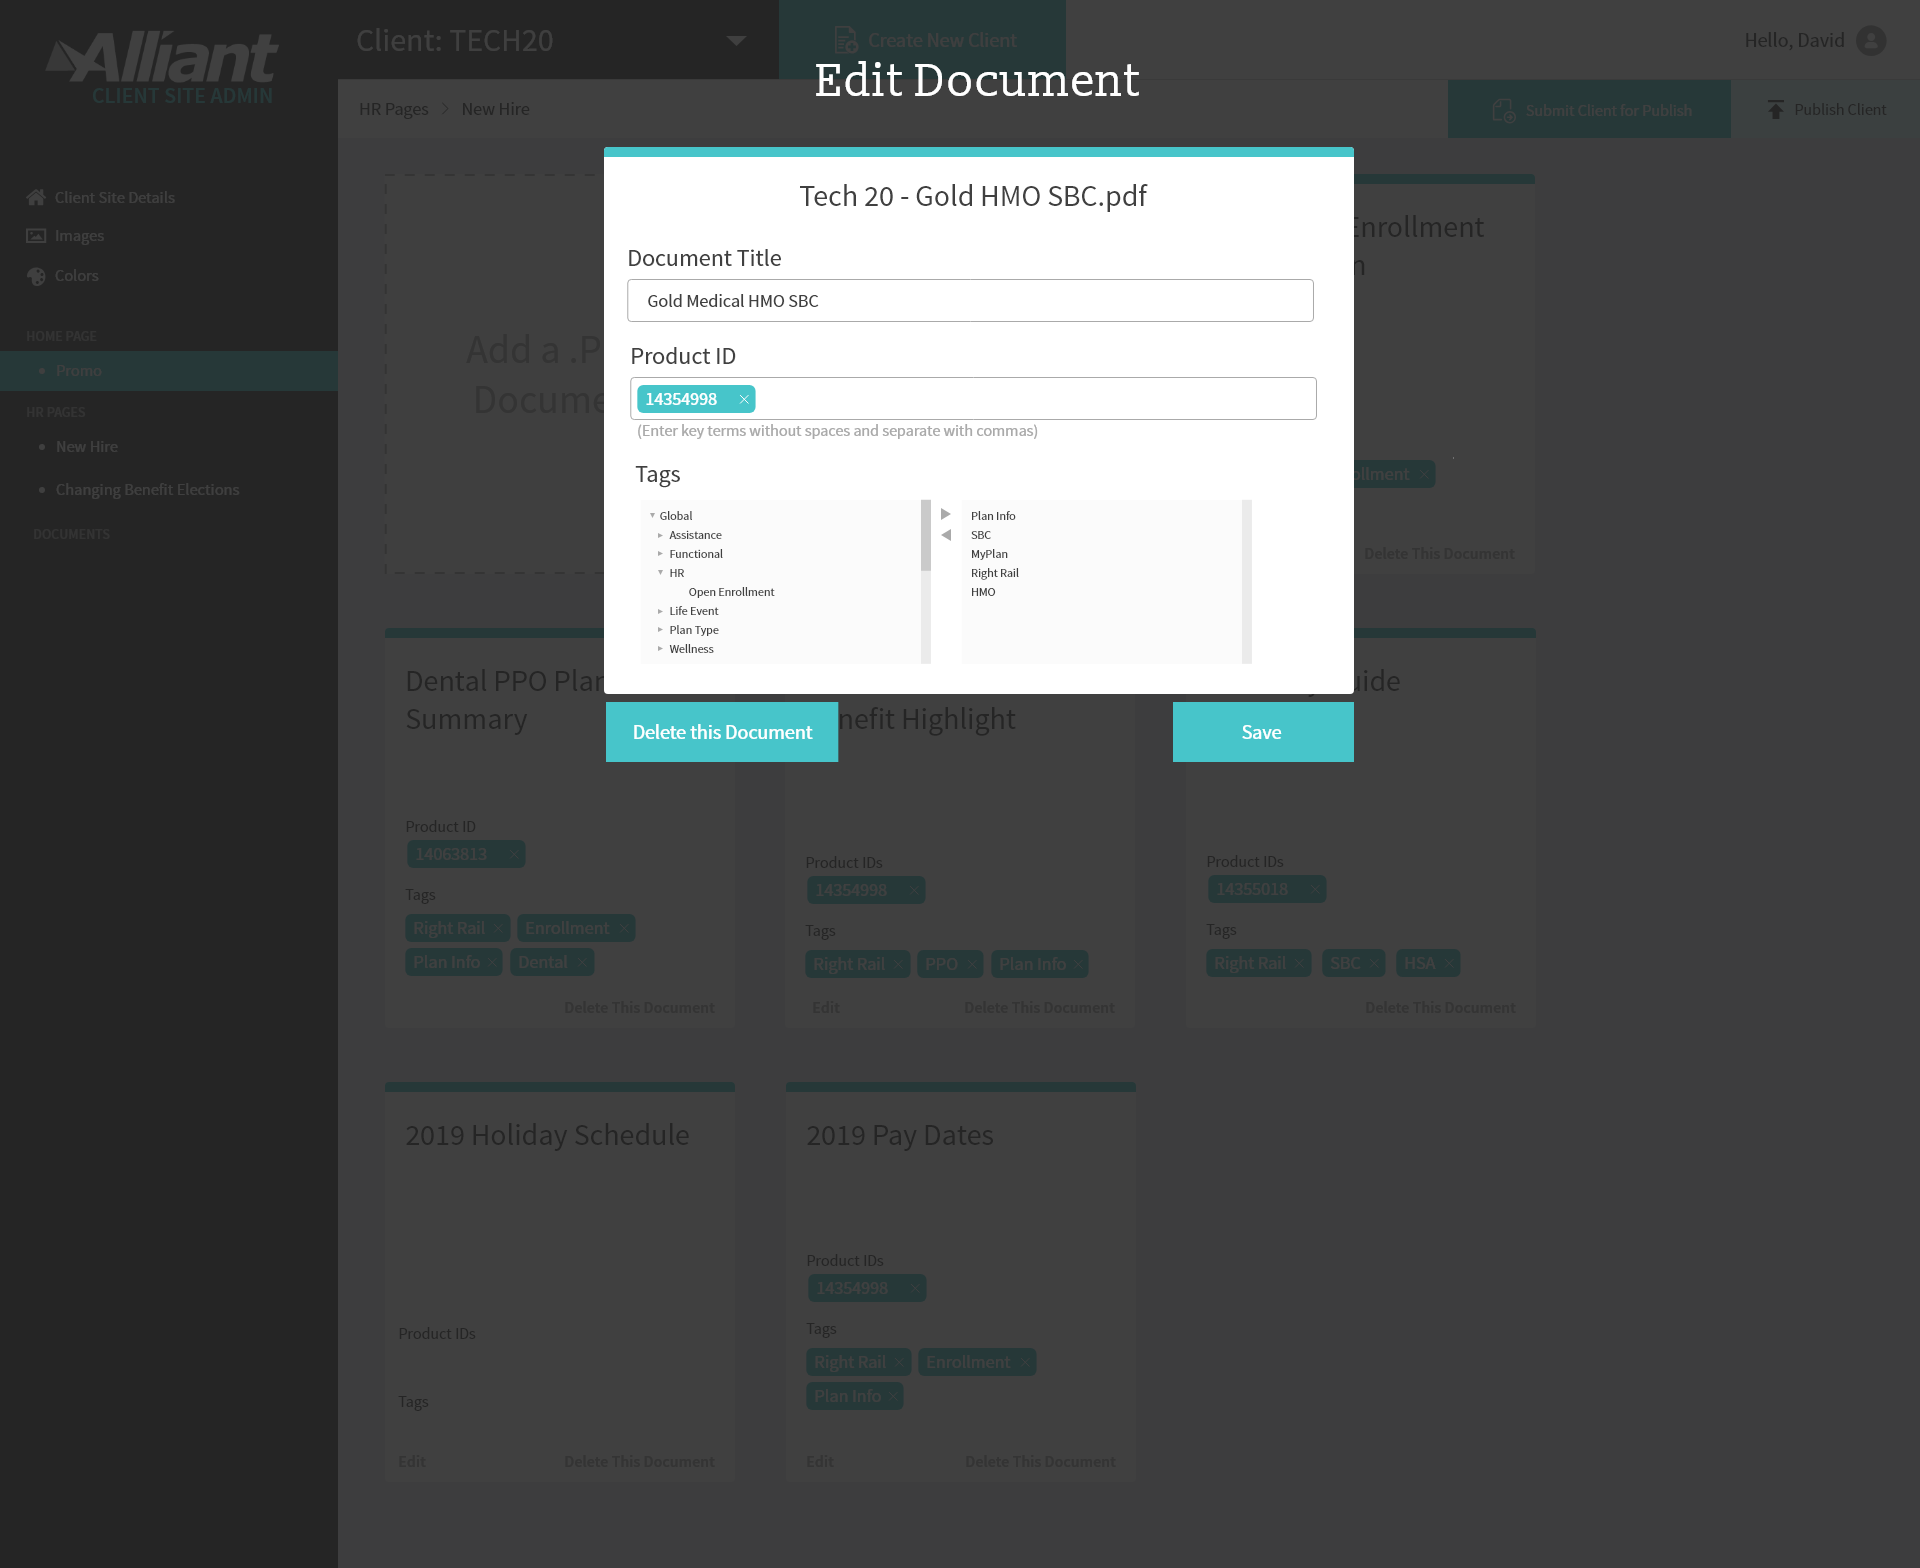 Alliant
CLIENT SITE ADMIN
Client: TECH20
Create New Client
Hello, David
Edit Document
HR Pages > New Hire
Submit Client for Publish
Publish Client
Client Site Details
Images
Colors
HOME PAGE
Promo
HR PAGES
New Hire
Changing Benefit Elections
DOCUMENTS
Add a .P
Docume
Enrollment
Delete This Document
Tech 20 - Gold HMO SBC.pdf
Document Title
Gold Medical HMO SBC
Product ID
14354998
(Enter key terms without spaces and separate with commas)
Tags
Global
Assistance
Functional
HR
Open Enrollment
Life Event
Plan Type
Wellness
Plan Info
SBC
MyPlan
Right Rail
HMO
Delete this Document
Save
Dental PPO Plan
Summary
Product ID
14063813
Tags
Right Rail Enrollment
Plan Info Dental
Delete This Document
nefit Highlight
Product IDs
14354998
Tags
Right Rail PPO Plan Info
Edit Delete This Document
uide
Product IDs
14355018
Tags
Right Rail SBC HSA
Delete This Document
2019 Holiday Schedule
Product IDs
Tags
Edit Delete This Document
2019 Pay Dates
Product IDs
14354998
Tags
Right Rail Enrollment
Plan Info
Edit Delete This Document